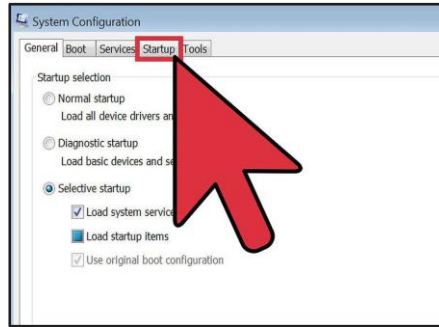 System Configuration
General Boot Services Startup Tools
Startup selection
Normal startup
Load all device drivers an
Diagnostic startup
Load basic devices and se
Selective startup
Load system service
Load startup items
Use original boot configuration